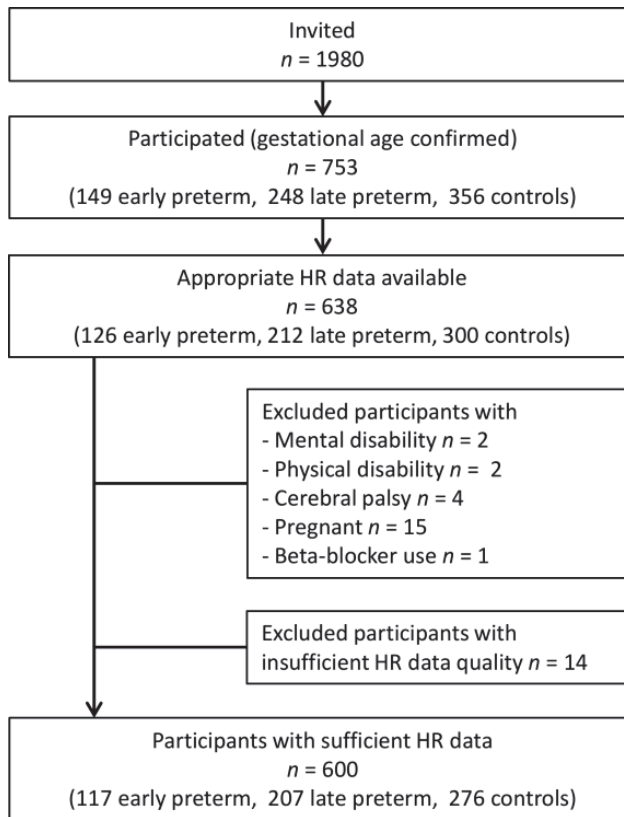 Invited
n = 1980
Participated (gestational age confirmed)
n = 753
(149 early preterm, 248 late preterm, 356 controls)
Appropriate HR data available
n = 638
(126 early preterm, 212 late preterm, 300 controls)
Excluded participants with
- Mental disability n = 2
- Physical disability n = 2
- Cerebral palsy n = 4
- Pregnant n = 15
- Beta-blocker use n = 1
Excluded participants with
insufficient HR data quality n = 14
Participants with sufficient HR data
n = 600
(117 early preterm, 207 late preterm, 276 controls)